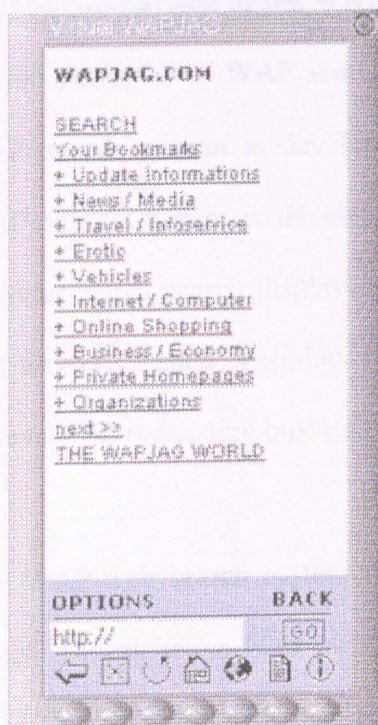 WAPJAG.COM
SEARCH
Your Bookmarks
+ Update Informations
+ News / Media
+ Travel / Infoservice
+ Erotic
+ Vehicles
+ Internet / Computer
+ Online Shopping
+ Business / Economy
+ Private Homepages
+ Organizations
next >>
THE WAPJAG WORLD
OPTIONS BACK
http:// GO